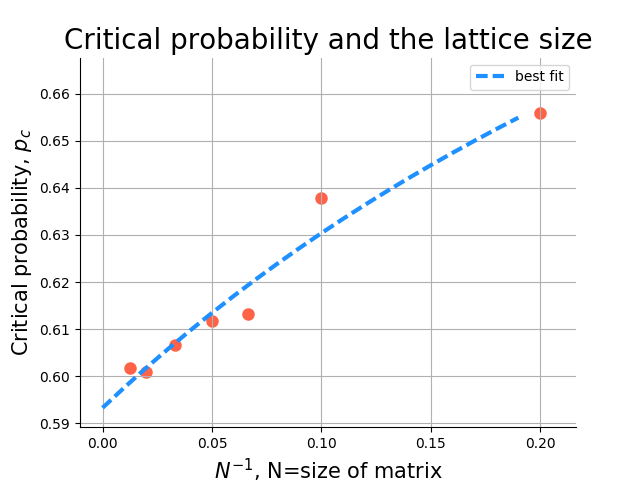 Critical probability and the lattice size
best fit
Critical probability, $p_c$
0.66
0.65
0.64
0.63
0.62
0.61
0.60
0.59
0.00 0.05 0.10 0.15 0.20
$N^{-1}$, N=size of matrix